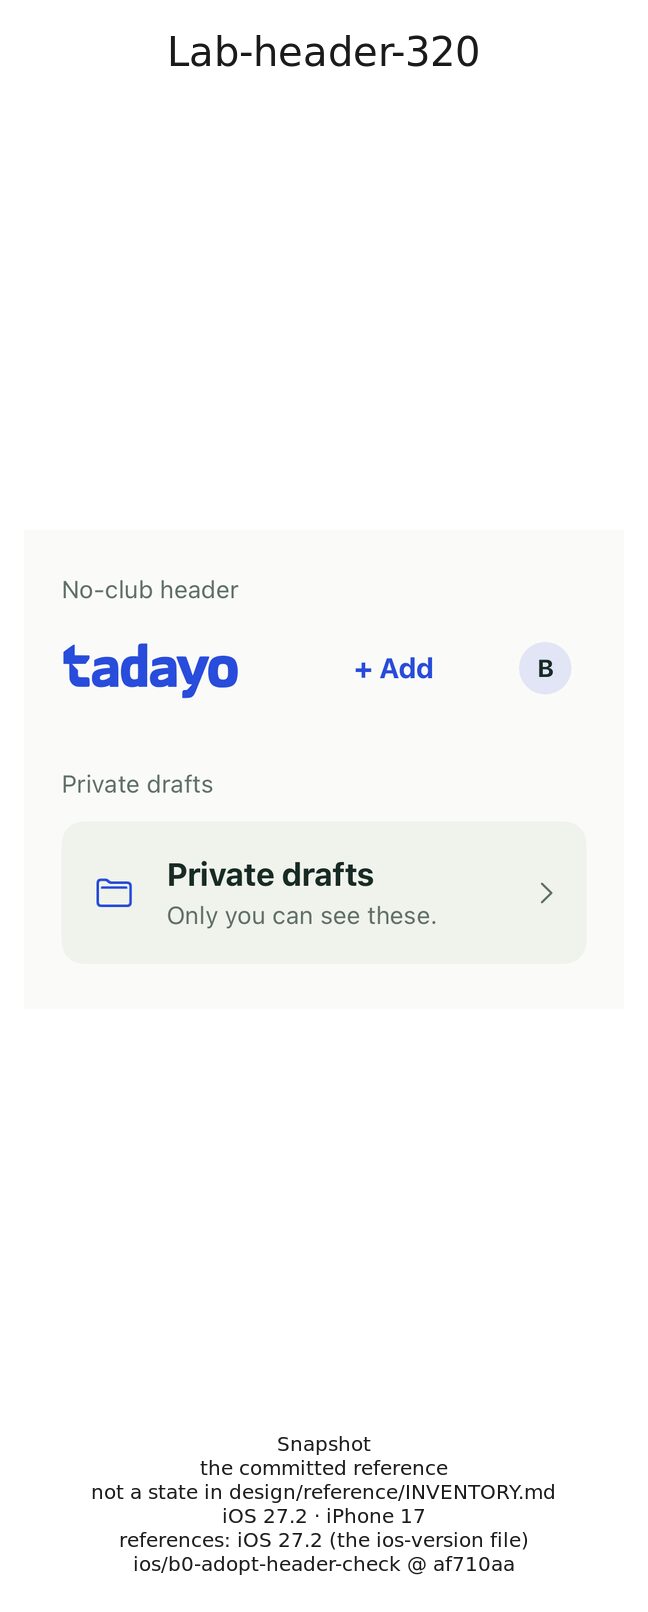 Lab-header-320
No-club header
tadayo
+ Add
B
Private drafts
Private drafts
Only you can see these.
Snapshot
the committed reference
not a state in design/reference/INVENTORY.md
iOS 27.2 · iPhone 17
references: iOS 27.2 (the ios-version file)
ios/b0-adopt-header-check @ af710aa